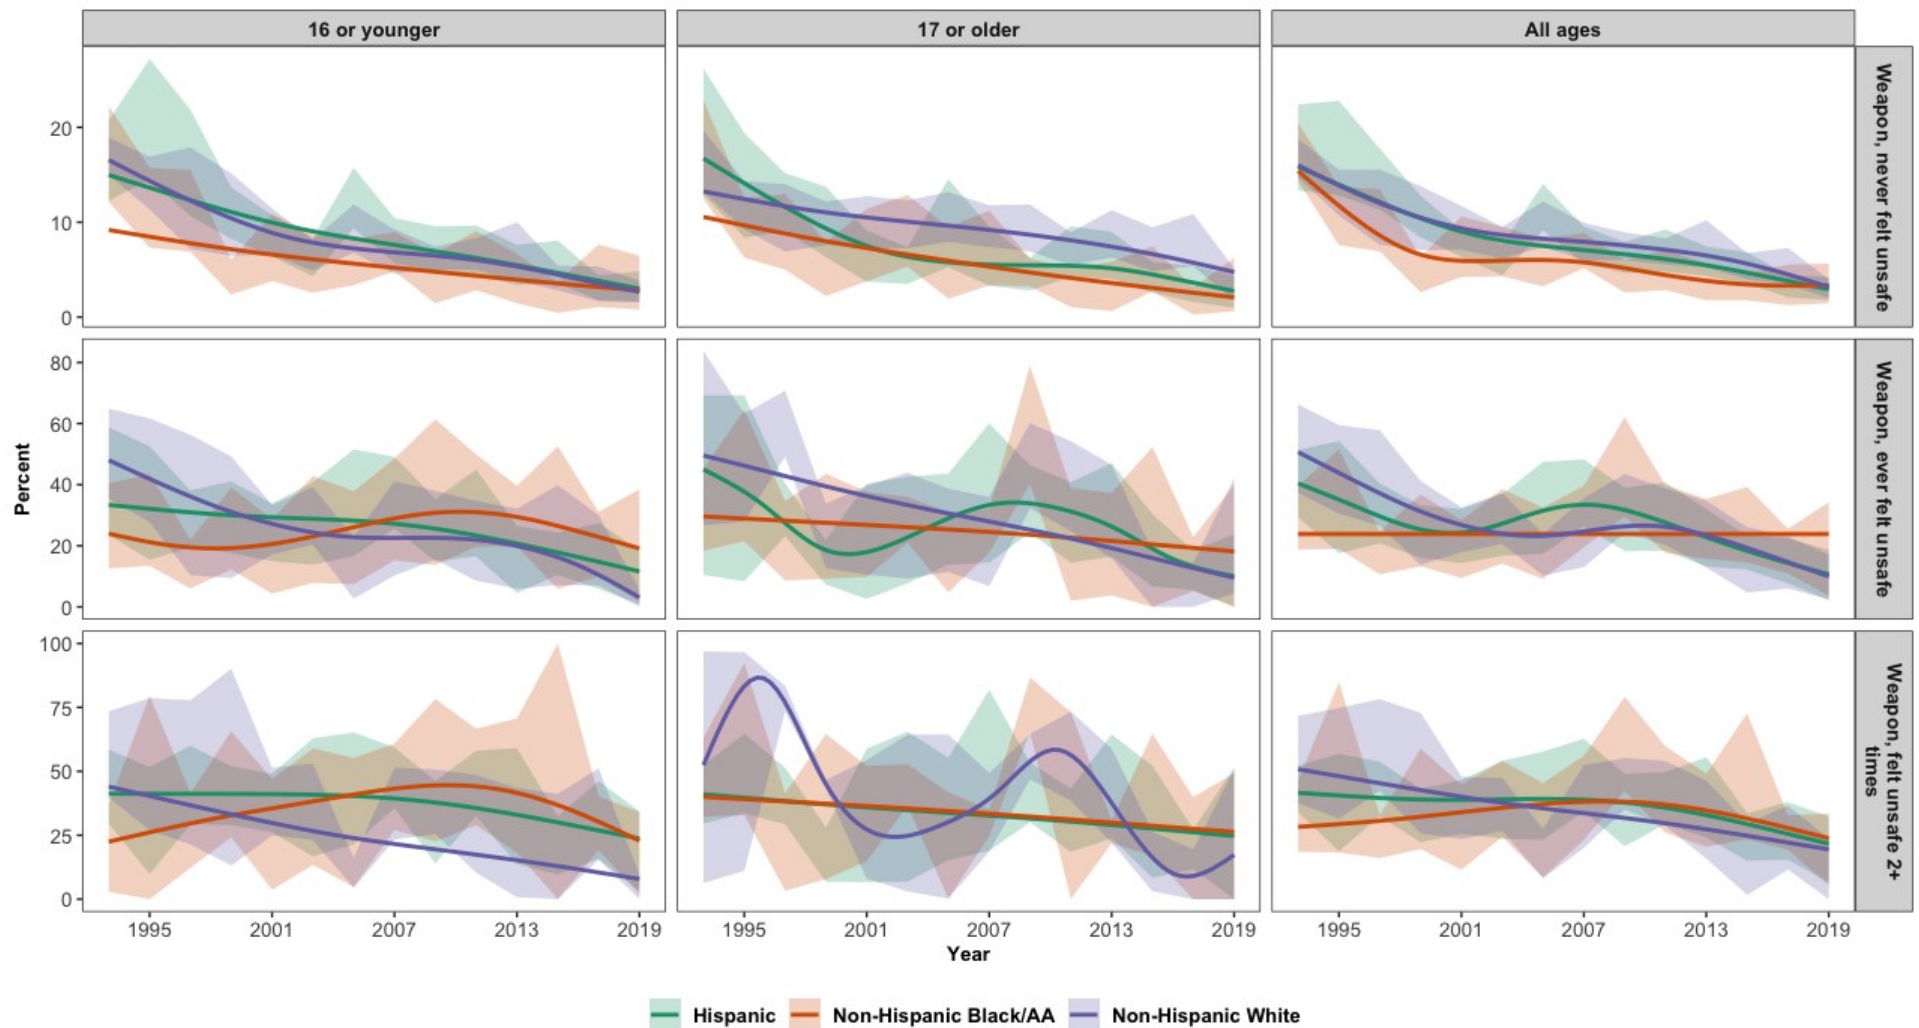 16 or younger
17 or older
All ages
Weapon, never felt unsafe
20
10
0
Weapon, ever felt unsafe
80
60
40
20
0
Percent
Weapon, felt unsafe 2+
times
100
75
50
25
0
1995 2001 2007 2013 2019
1995 2001 2007 2013 2019
1995 2001 2007 2013 2019
Year
Hispanic
Non-Hispanic Black/AA
Non-Hispanic White